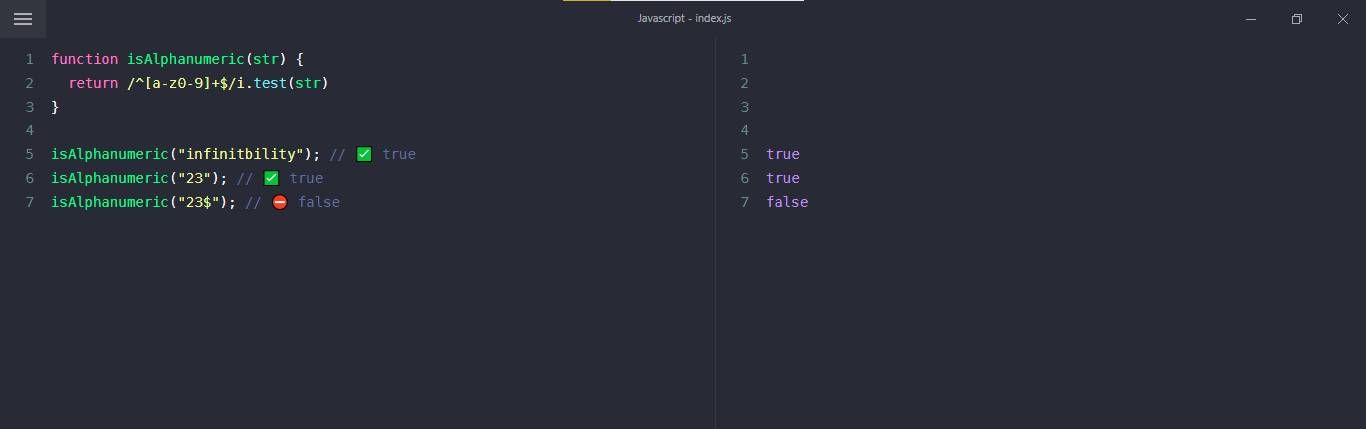 Javascript - index.js
1 function isAlphanumeric(str) {
2   return /^[a-z0-9]+$/i.test(str)
3 }
4
5 isAlphanumeric("infinitbility"); // ✅ true
6 isAlphanumeric("23"); // ✅ true
7 isAlphanumeric("23$"); // ⛔ false
1
2
3
4
5 true
6 true
7 false